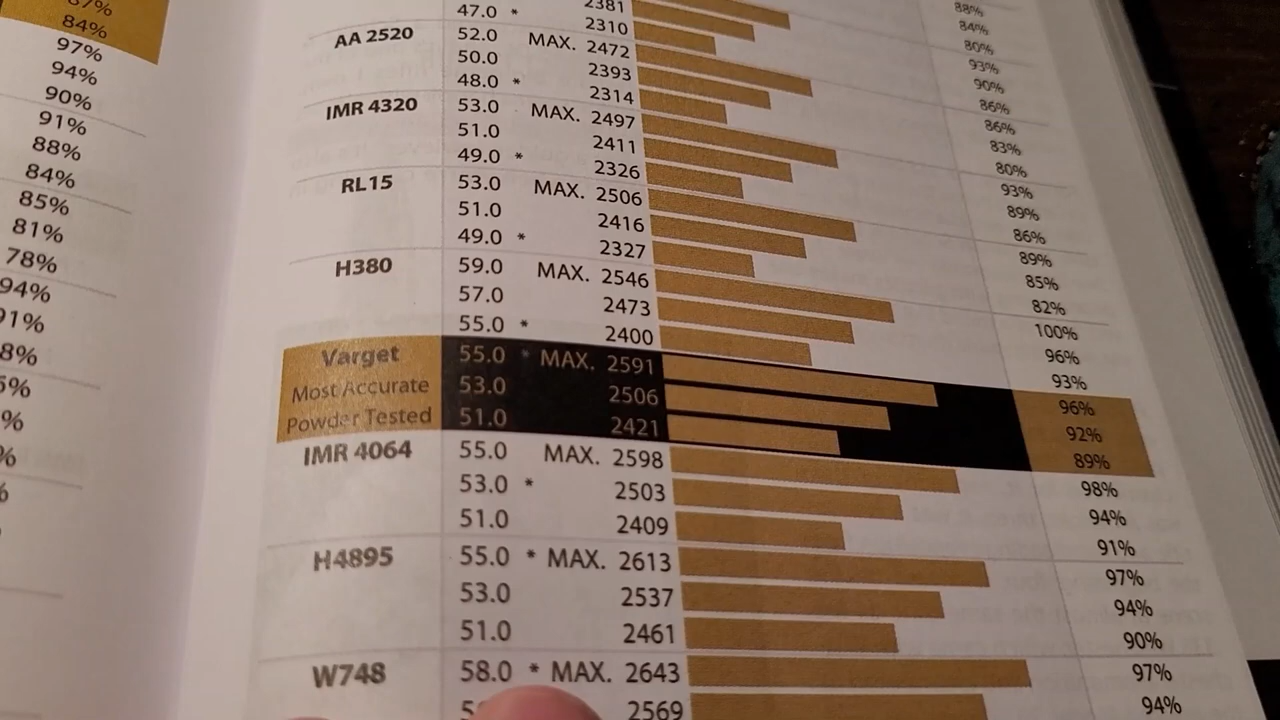 84%
97%
94%
90%
91%
88%
84%
85%
81%
78%
94%
91%
88%
84%
80%
93%
2381 90%
47.0 * 2310 86%
AA 2520 52.0 MAX. 2472 86%
50.0 2393 83%
48.0 * 2314 80%
IMR 4320 53.0 MAX. 2497 93%
51.0 2411 89%
49.0 * 2326 86%
RL15 53.0 MAX. 2506 89%
51.0 2416 85%
49.0 * 2327 82%
H380 59.0 MAX. 2546 100%
57.0 2473 96%
55.0 * 2400 93%
Varget 55.0 * MAX. 2591 96%
Most Accurate 53.0 2506 92%
Powder Tested 51.0 2421 89%
IMR 4064 55.0 MAX. 2598 98%
53.0 * 2503 94%
51.0 2409 91%
H4895 55.0 * MAX. 2613 97%
53.0 2537 94%
51.0 2461 90%
W748 58.0 * MAX. 2643 97%
2569 94%